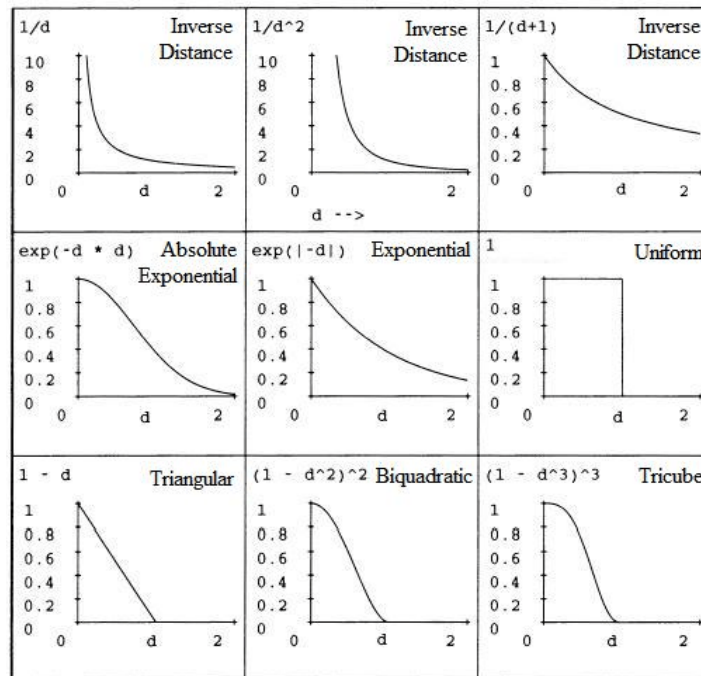 1/d Inverse
Distance
10
8
6
4
2
0
0 d 2
1/d^2 Inverse
Distance
10
8
6
4
2
0
0 d 2
d -->
1/(d+1) Inverse
Distance
1
0.8
0.6
0.4
0.2
0
0 d 2
exp(-d * d) Absolute
Exponential
1
0.8
0.6
0.4
0.2
0
0 d 2
exp(|-d|) Exponential
1
0.8
0.6
0.4
0.2
0
0 d 2
1 Uniform
1
0.8
0.6
0.4
0.2
0
0 d 2
1 - d Triangular
1
0.8
0.6
0.4
0.2
0
0 d 2
(1 - d^2)^2 Biquadratic
1
0.8
0.6
0.4
0.2
0
0 d 2
(1 - d^3)^3 Tricube
1
0.8
0.6
0.4
0.2
0
0 d 2